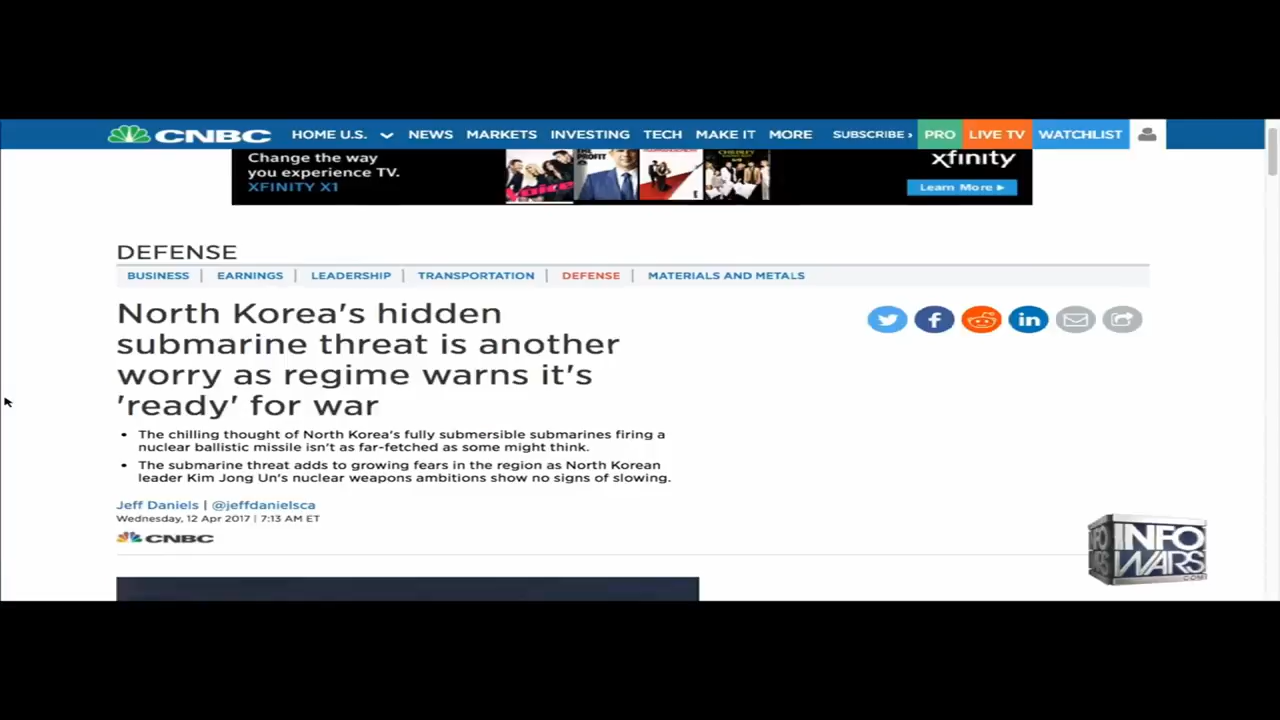 CNBC HOME U.S. NEWS MARKETS INVESTING TECH MAKE IT MORE SUBSCRIBE › PRO LIVE TV WATCHLIST
Change the way
you experience TV.
XFINITY X1
THE PROFIT
xfinity
Learn More ▸
DEFENSE
BUSINESS | EARNINGS | LEADERSHIP | TRANSPORTATION | DEFENSE | MATERIALS AND METALS
North Korea's hidden
submarine threat is another
worry as regime warns it's
'ready' for war
• The chilling thought of North Korea's fully submersible submarines firing a
nuclear ballistic missile isn't as far-fetched as some might think.
• The submarine threat adds to growing fears in the region as North Korean
leader Kim Jong Un's nuclear weapons ambitions show no signs of slowing.
Jeff Daniels | @jeffdanielsca
Wednesday, 12 Apr 2017 | 7:13 AM ET
CNBC
INFO
WARS
.COM